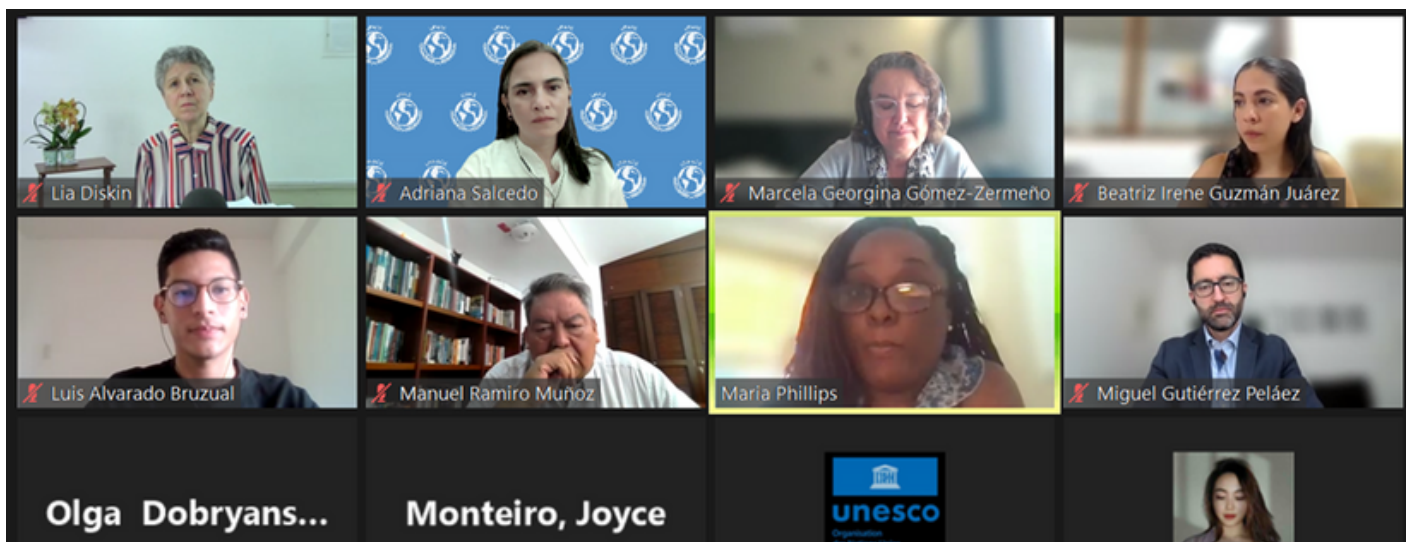 Lia Diskin
Adriana Salcedo
Marcela Georgina Gómez-Zermeño
Beatriz Irene Guzmán Juárez
Luis Alvarado Bruzual
Manuel Ramiro Muñoz
Maria Phillips
Miguel Gutiérrez Peláez
Olga Dobryans...
Monteiro, Joyce
unesco
Organisation